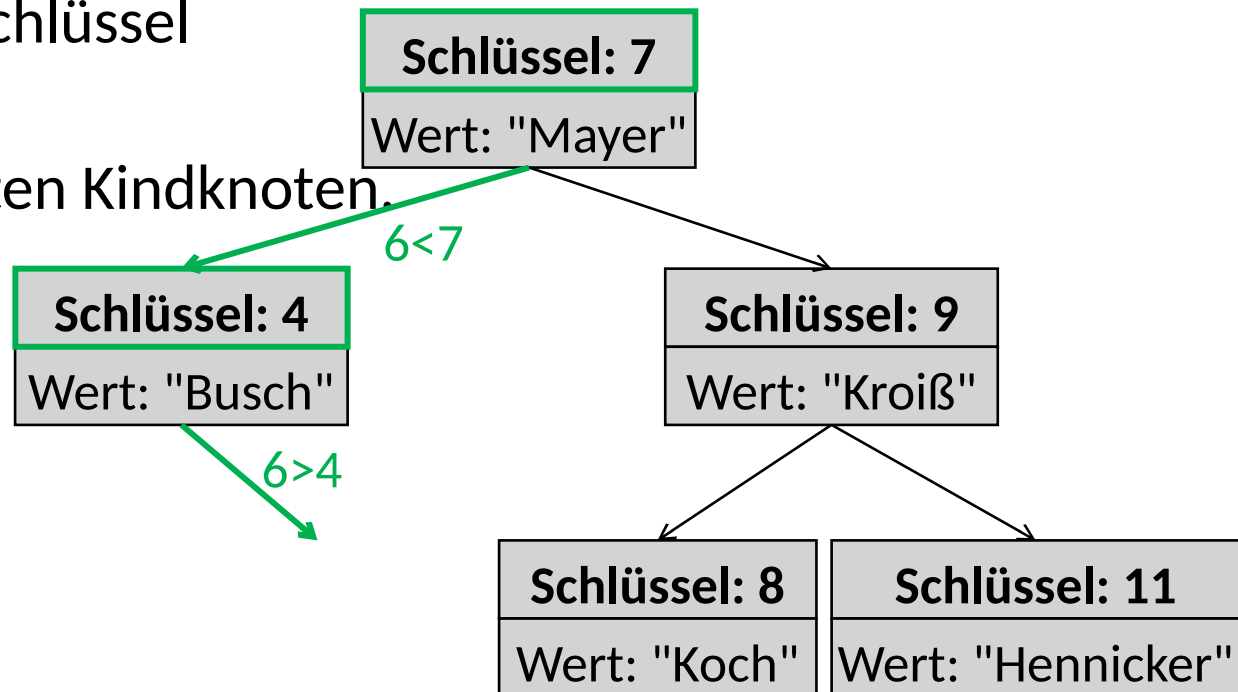 chlüssel
Schlüssel: 7
Wert: "Mayer"
ten Kindknoten.
6<7
Schlüssel: 4
Wert: "Busch"
Schlüssel: 9
Wert: "Kroiß"
6>4
Schlüssel: 8
Wert: "Koch"
Schlüssel: 11
Wert: "Hennicker"